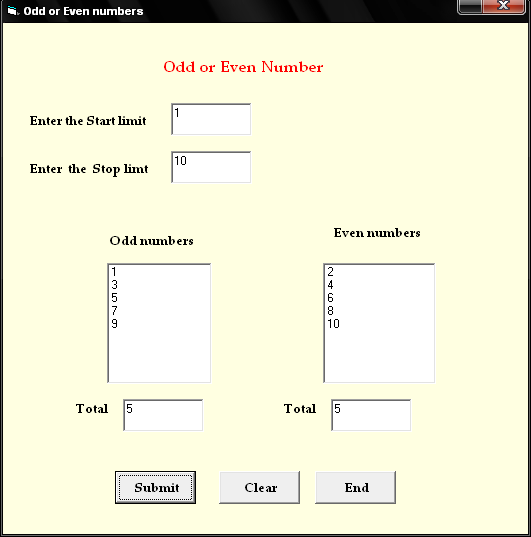 Odd or Even numbers
Odd or Even Number
Enter the Start limit
1
Enter the Stop limt
10
Odd numbers
1
3
5
7
9
Total
5
Even numbers
2
4
6
8
10
Total
5
Submit
Clear
End